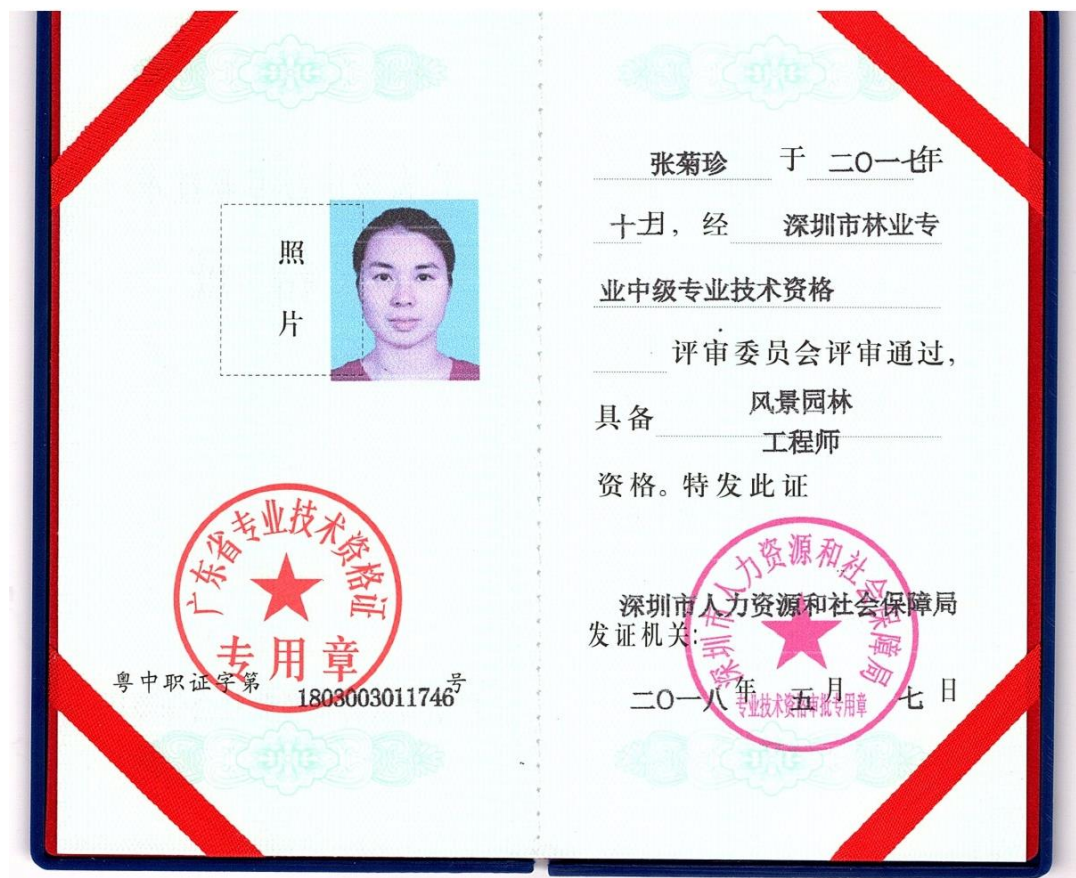 照
片
广东省专业技术资格证
专用章
粤中职证字第 1803003011746 号
张菊珍 于 二〇一七年
十月，经 深圳市林业专
业中级专业技术资格
评审委员会评审通过，
具备 风景园林
工程师
资格。特发此证
深圳市人力资源和社会保障局
深圳市人力资源和社会保障局
发证机关：
二〇一八年 五月 七日
专业技术资格审批专用章